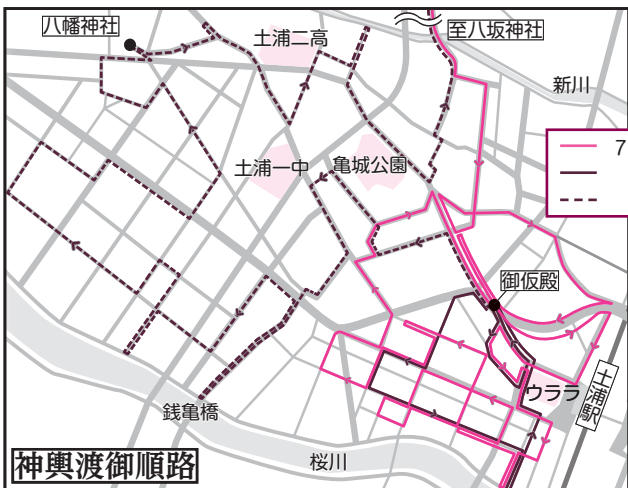 八幡神社
土浦二高
至八坂神社
新川
7
土浦一中
亀城公園
御仮殿
ウララ
土浦駅
銭亀橋
桜川
神輿渡御順路